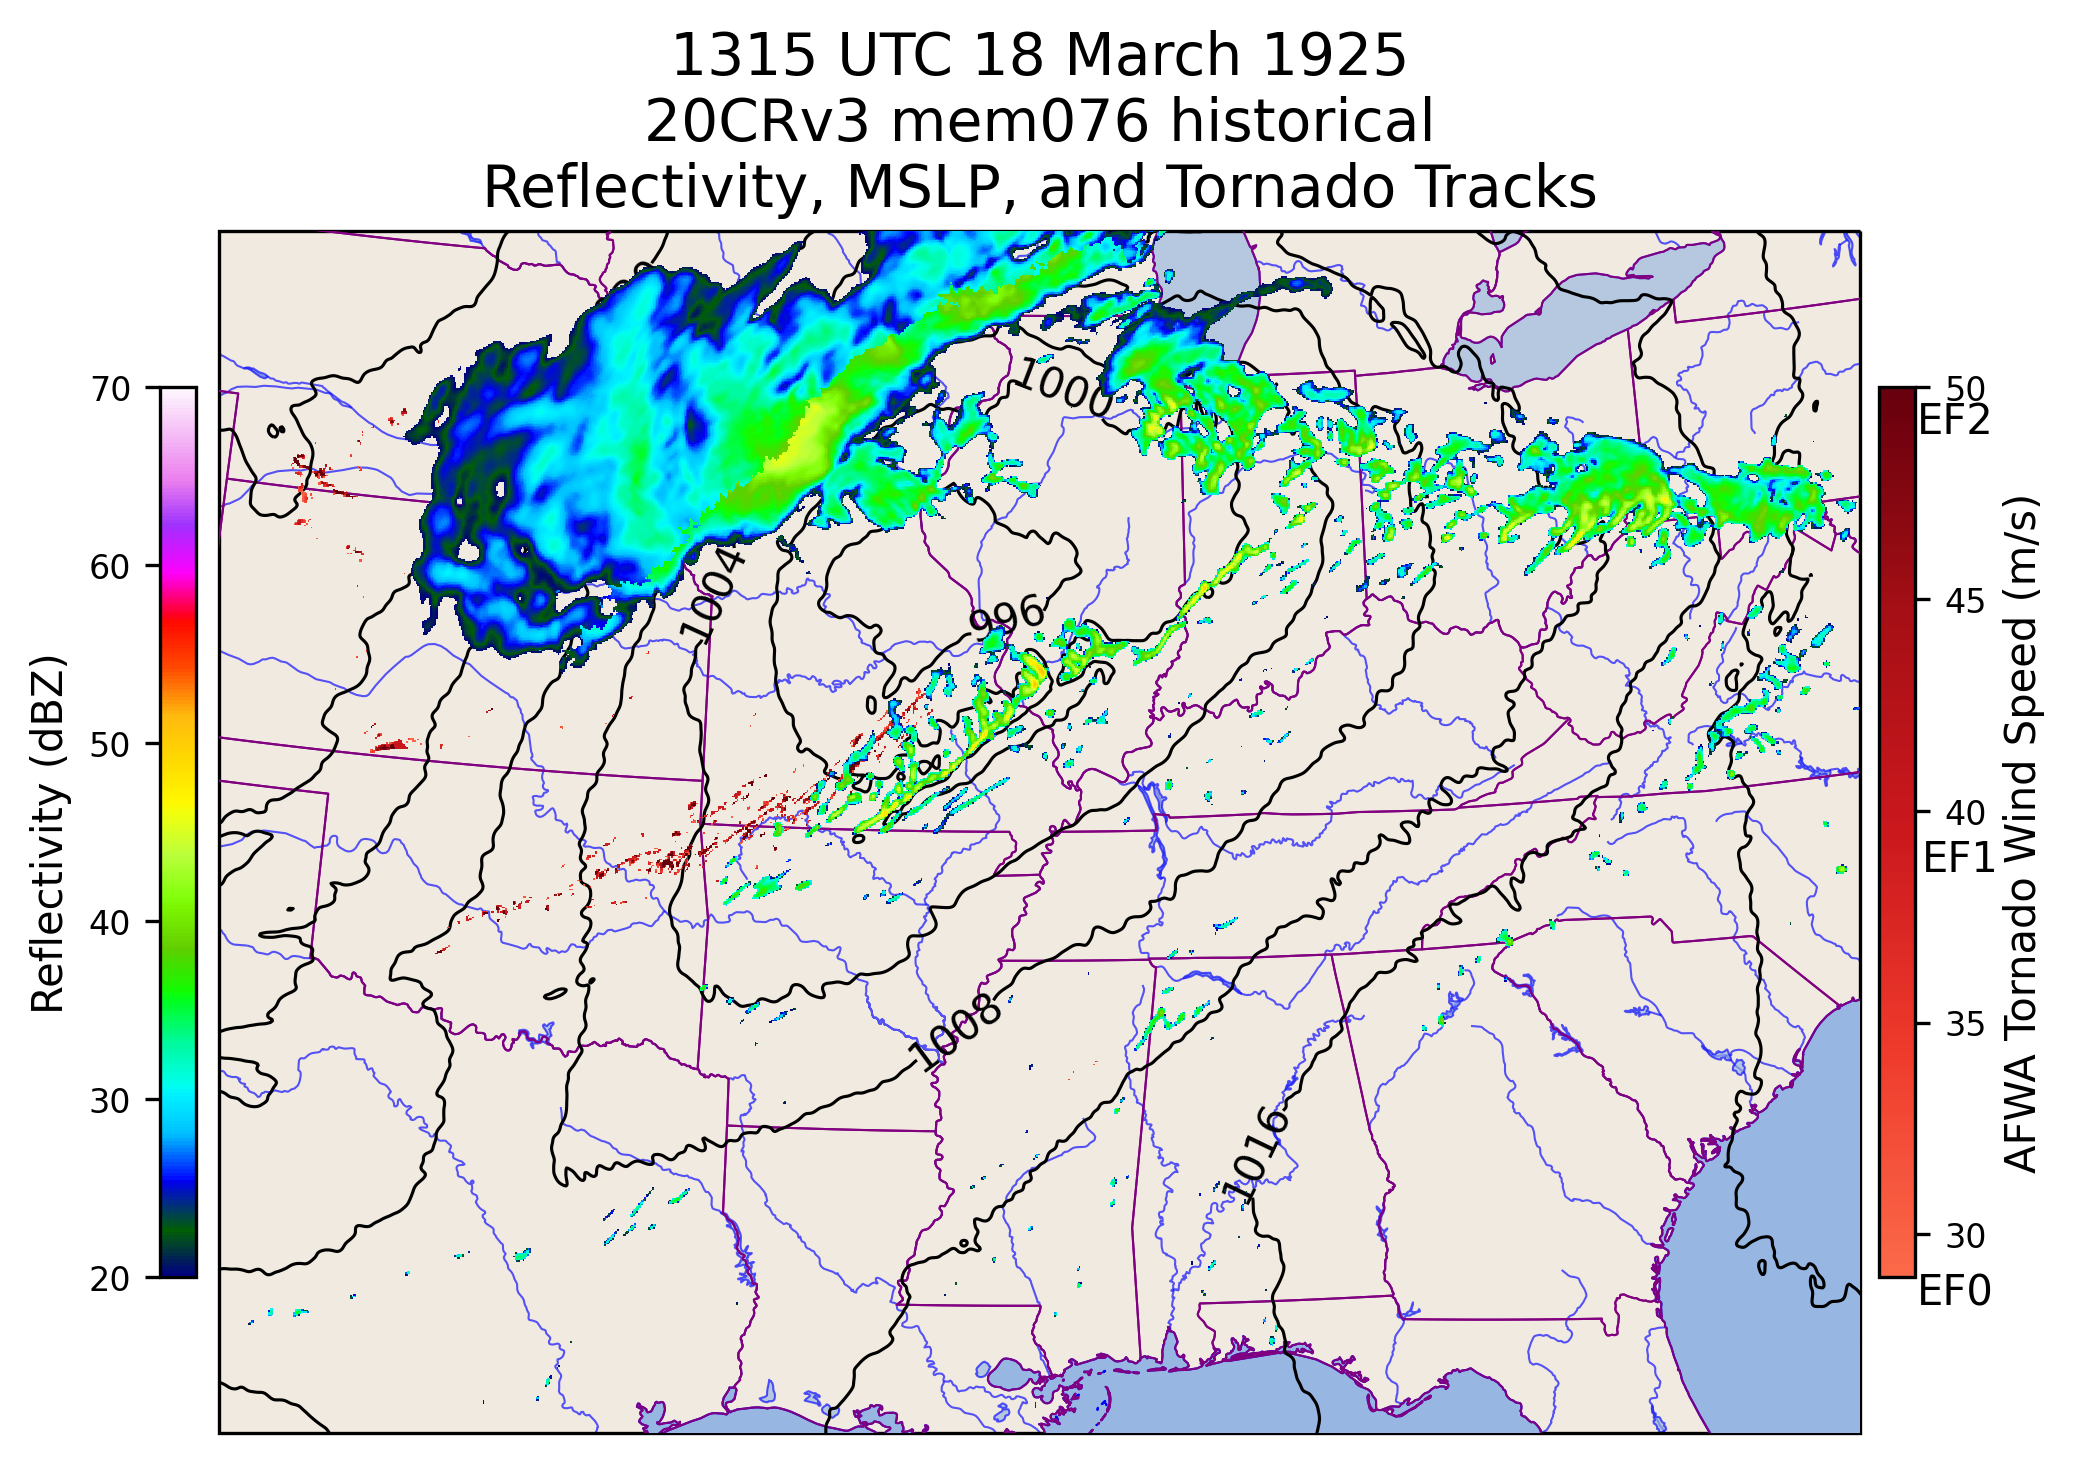 1315 UTC 18 March 1925
20CRv3 mem076 historical
Reflectivity, MSLP, and Tornado Tracks
Reflectivity (dBZ)
70
60
50
40
30
20
1000
1004
996
1008
1016
50
EF2
45
40
EF1
35
30
EF0
AFWA Tornado Wind Speed (m/s)